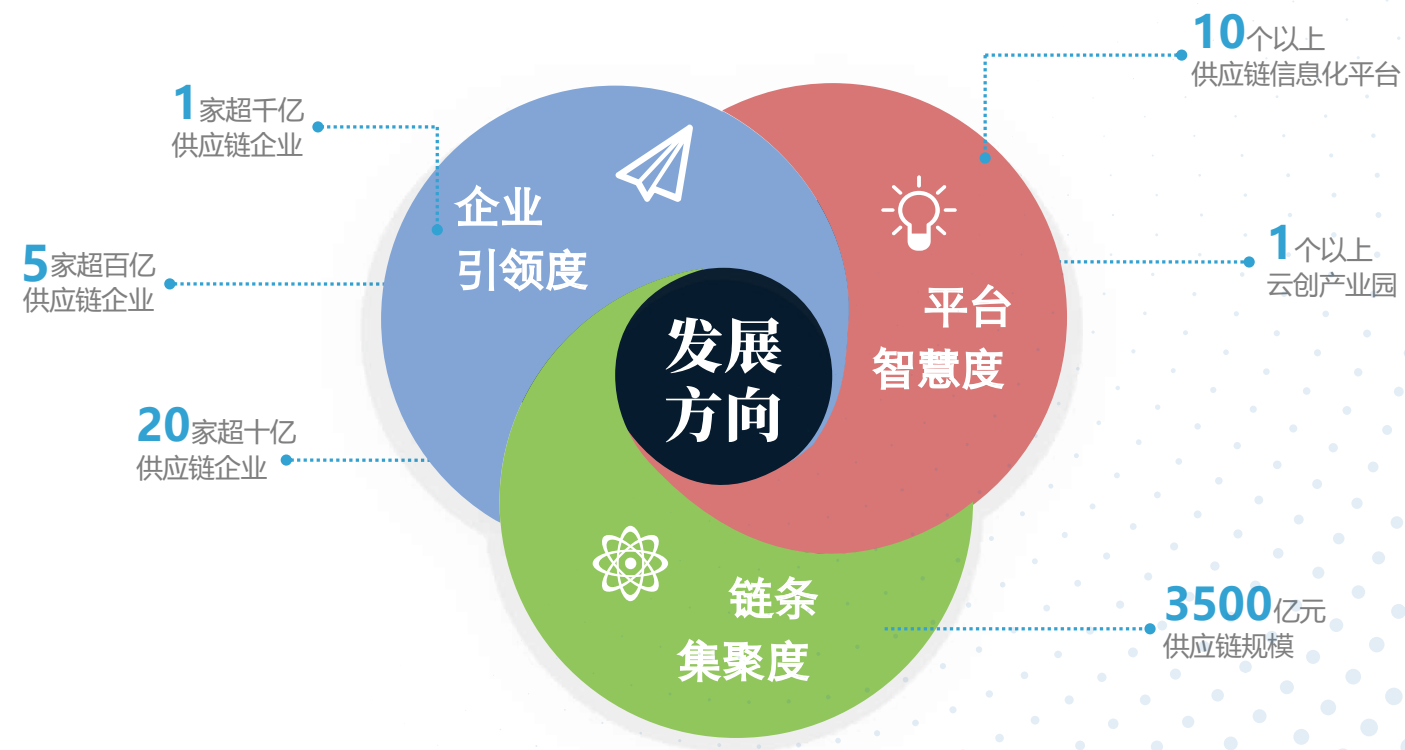 1家超千亿
供应链企业
5家超百亿
供应链企业
20家超十亿
供应链企业
企业
引领度
发展
方向
平台
智慧度
链条
集聚度
10个以上
供应链信息化平台
1个以上
云创产业园
3500亿元
供应链规模